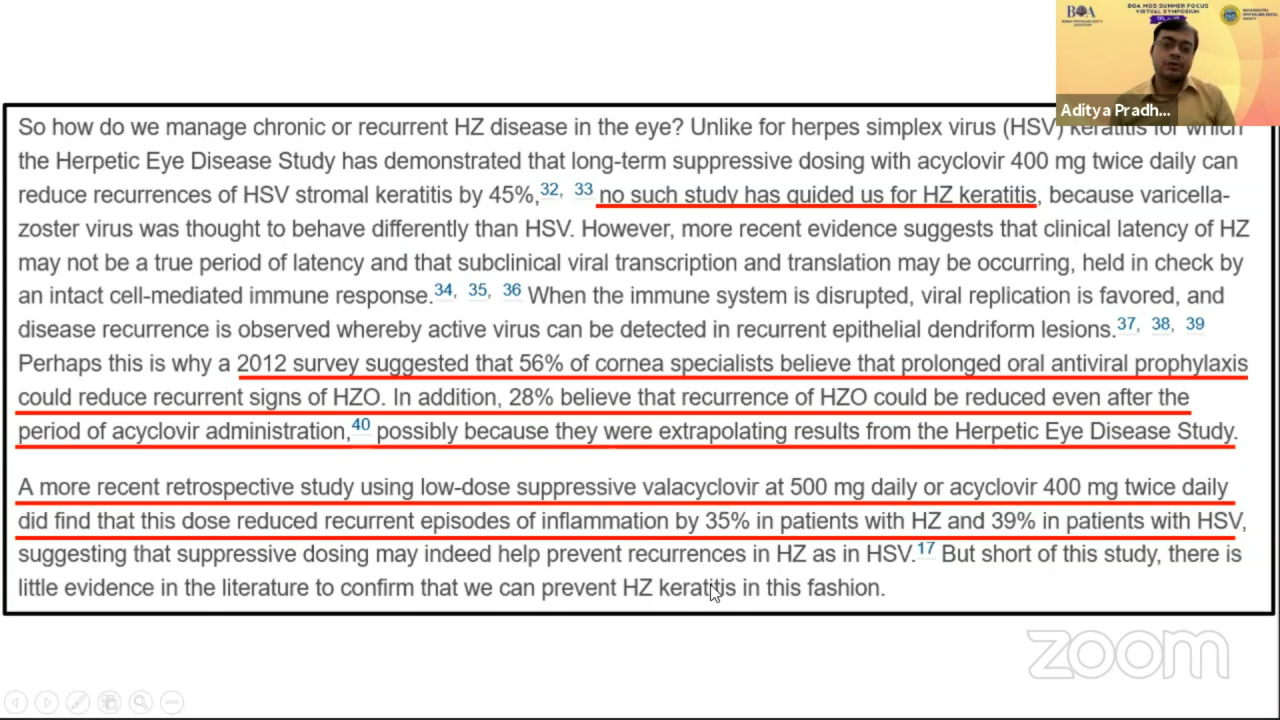 BOA MOS SUMMER FOCUS
VIRTUAL SYMPOSIUM
BOA
Aditya Pradh...
So how do we manage chronic or recurrent HZ disease in the eye? Unlike for herpes simplex virus (HSV) keratitis for which
the Herpetic Eye Disease Study has demonstrated that long-term suppressive dosing with acyclovir 400 mg twice daily can
reduce recurrences of HSV stromal keratitis by 45%,32, 33 no such study has guided us for HZ keratitis, because varicella-
zoster virus was thought to behave differently than HSV. However, more recent evidence suggests that clinical latency of HZ
may not be a true period of latency and that subclinical viral transcription and translation may be occurring, held in check by
an intact cell-mediated immune response.34, 35, 36 When the immune system is disrupted, viral replication is favored, and
disease recurrence is observed whereby active virus can be detected in recurrent epithelial dendriform lesions.37, 38, 39
Perhaps this is why a 2012 survey suggested that 56% of cornea specialists believe that prolonged oral antiviral prophylaxis
could reduce recurrent signs of HZO. In addition, 28% believe that recurrence of HZO could be reduced even after the
period of acyclovir administration,40 possibly because they were extrapolating results from the Herpetic Eye Disease Study.
A more recent retrospective study using low-dose suppressive valacyclovir at 500 mg daily or acyclovir 400 mg twice daily
did find that this dose reduced recurrent episodes of inflammation by 35% in patients with HZ and 39% in patients with HSV,
suggesting that suppressive dosing may indeed help prevent recurrences in HZ as in HSV.17 But short of this study, there is
little evidence in the literature to confirm that we can prevent HZ keratitis in this fashion.
zoom